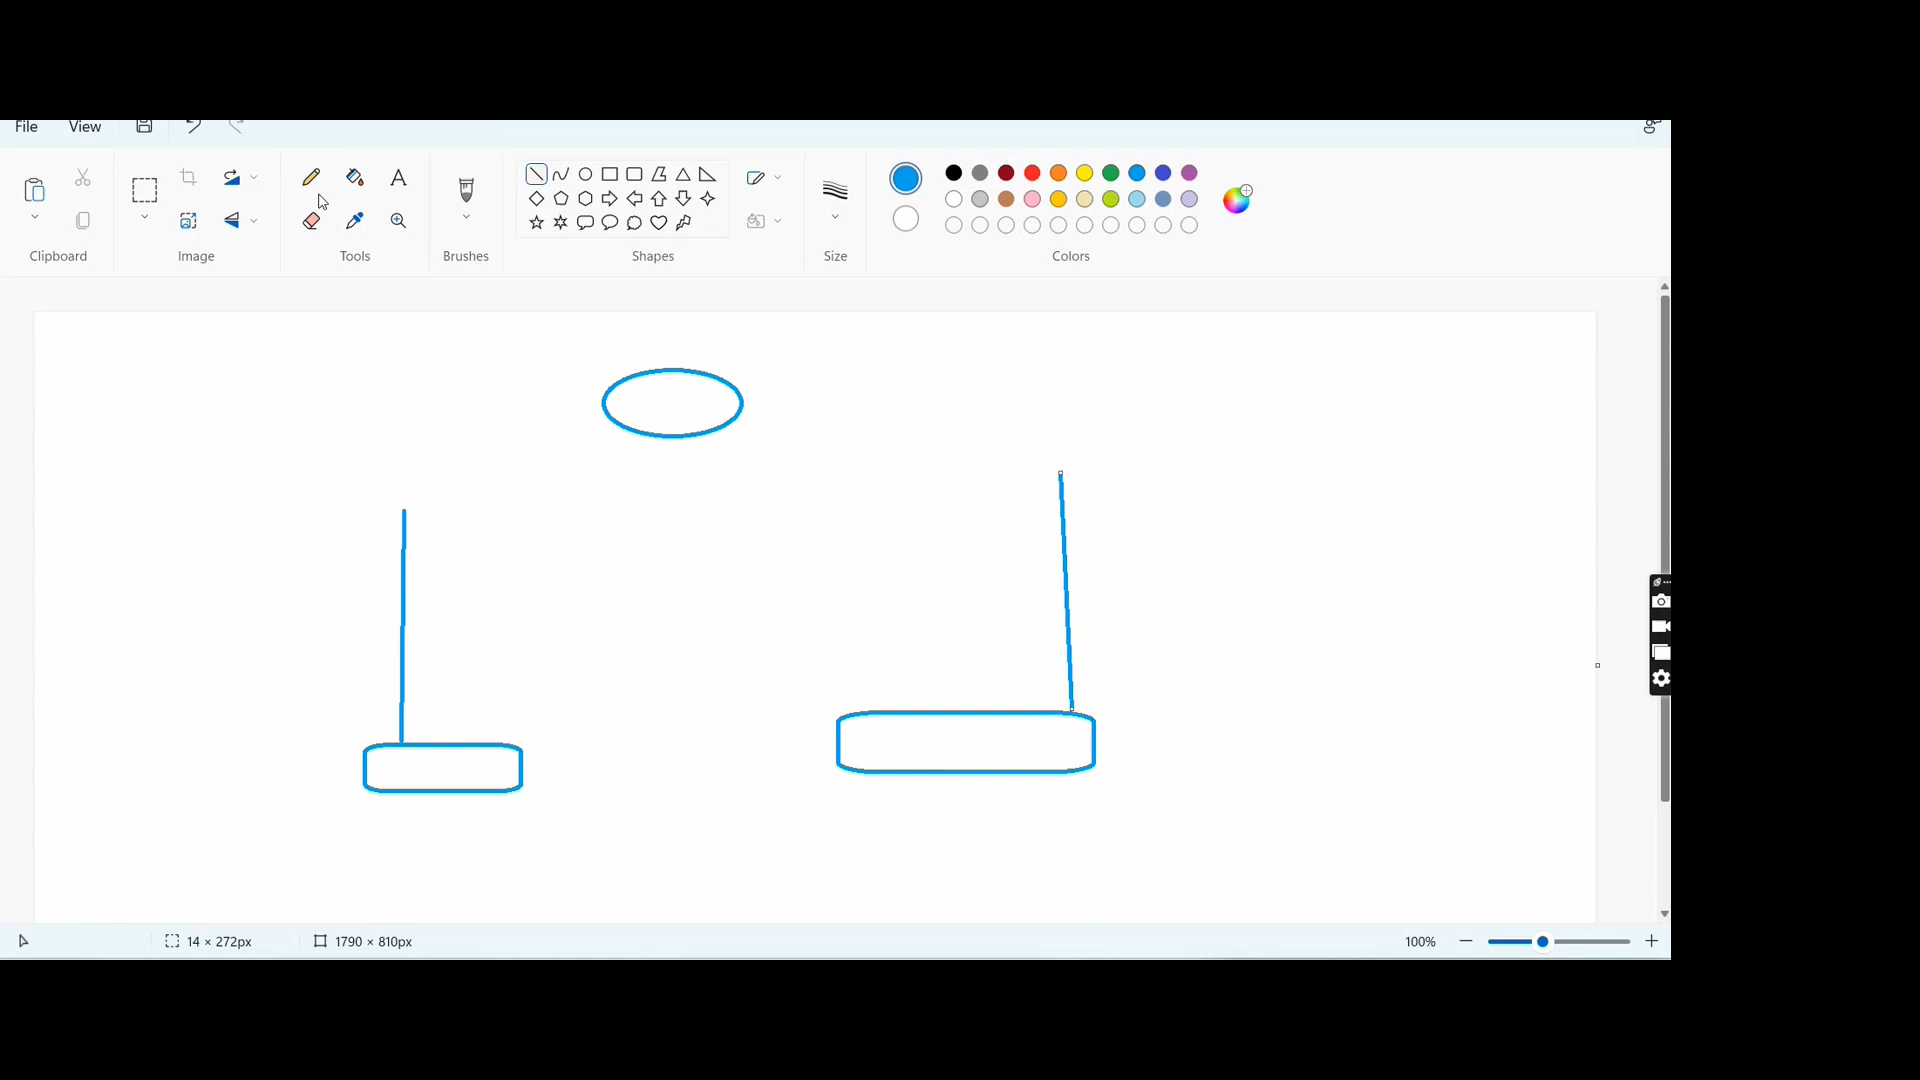 File View
Clipboard Image Tools Brushes Shapes Size Colors
14 × 272px 1790 × 810px 100%